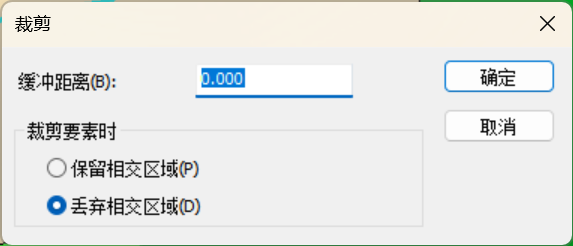 裁剪
缓冲距离(B):
0.000
确定
裁剪要素时
取消
保留相交区域(P)
丢弃相交区域(D)